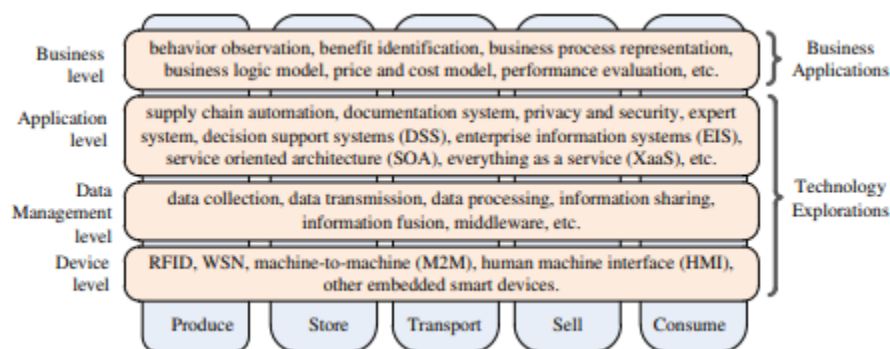 Business
level
behavior observation, benefit identification, business process representation,
business logic model, price and cost model, performance evaluation, etc.
Business
Applications
Application
level
supply chain automation, documentation system, privacy and security, expert
system, decision support systems (DSS), enterprise information systems (EIS),
service oriented architecture (SOA), everything as a service (XaaS), etc.
Data
Management
level
data collection, data transmission, data processing, information sharing,
information fusion, middleware, etc.
Technology
Explorations
Device
level
RFID, WSN, machine-to-machine (M2M), human machine interface (HMI),
other embedded smart devices.
Produce
Store
Transport
Sell
Consume